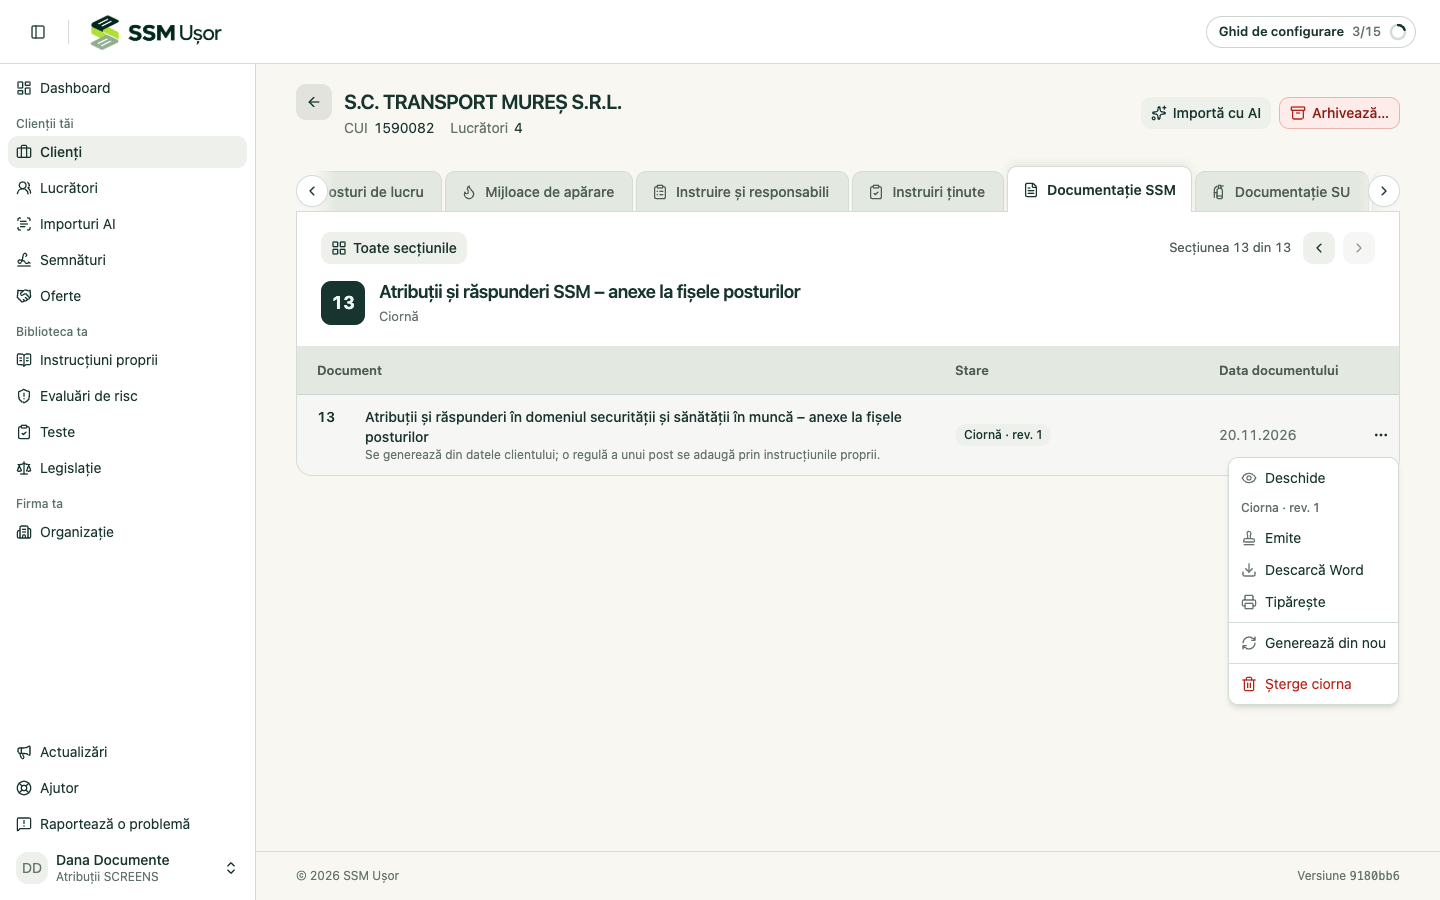 SSM Ușor
Ghid de configurare 3/15
Dashboard
Clienții tăi
Clienți
Lucrători
Importuri AI
Semnături
Oferte
Biblioteca ta
Instrucțiuni proprii
Evaluări de risc
Teste
Legislație
Firma ta
Organizație
Actualizări
Ajutor
Raportează o problemă
DD
Dana Documente
Atribuții SCREENS
S.C. TRANSPORT MUREȘ S.R.L.
CUI 1590082 Lucrători 4
Importă cu AI
Arhivează...
osturi de lucru
Mijloace de apărare
Instruire și responsabili
Instruiri ținute
Documentație SSM
Documentație SU
Toate secțiunile
Secțiunea 13 din 13
13
Atribuții și răspunderi SSM – anexe la fișele posturilor
Ciornă
Document Stare Data documentului
13 Atribuții și răspunderi în domeniul securității și sănătății în muncă – anexe la fișele
posturilor
Se generează din datele clientului; o regulă a unui post se adaugă prin instrucțiunile proprii.
Ciornă · rev. 1
20.11.2026
Deschide
Ciorna · rev. 1
Emite
Descarcă Word
Tipărește
Generează din nou
Șterge ciorna
© 2026 SSM Ușor
Versiune 9180bb6